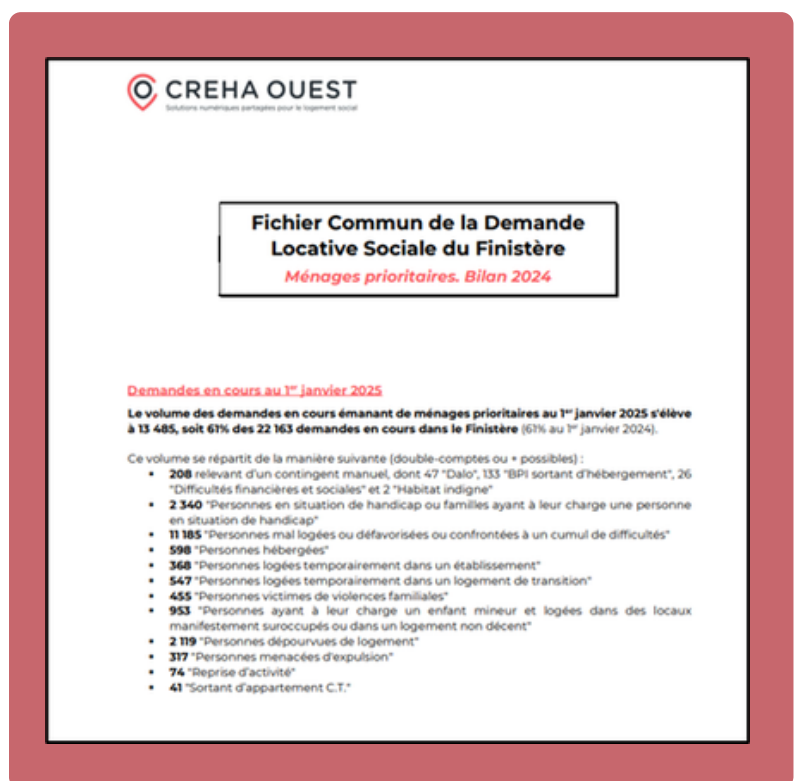 CREHA OUEST
Solutions numériques partagées pour le logement social
Fichier Commun de la Demande
Locative Sociale du Finistère
Ménages prioritaires. Bilan 2024
Demandes en cours au 1er janvier 2025
Le volume des demandes en cours émanant de ménages prioritaires au 1er janvier 2025 s'élève
à 13 485, soit 61% des 22 163 demandes en cours dans le Finistère (61% au 1er janvier 2024).
Ce volume se répartit de la manière suivante (double-comptes ou + possibles) :
▪ 208 relevant d'un contingent manuel, dont 47 "Dalo", 133 "BPI sortant d'hébergement", 26
"Difficultés financières et sociales" et 2 "Habitat indigne"
▪ 2 340 "Personnes en situation de handicap ou familles ayant à leur charge une personne
en situation de handicap"
▪ 11 185 "Personnes mal logées ou défavorisées ou confrontées à un cumul de difficultés"
▪ 598 "Personnes hébergées"
▪ 368 "Personnes logées temporairement dans un établissement"
▪ 547 "Personnes logées temporairement dans un logement de transition"
▪ 455 "Personnes victimes de violences familiales"
▪ 953 "Personnes ayant à leur charge un enfant mineur et logées dans des locaux
manifestement suroccupés ou dans un logement non décent"
▪ 2 119 "Personnes dépourvues de logement"
▪ 317 "Personnes menacées d'expulsion"
▪ 74 "Reprise d'activité"
▪ 41 "Sortant d'appartement C.T."